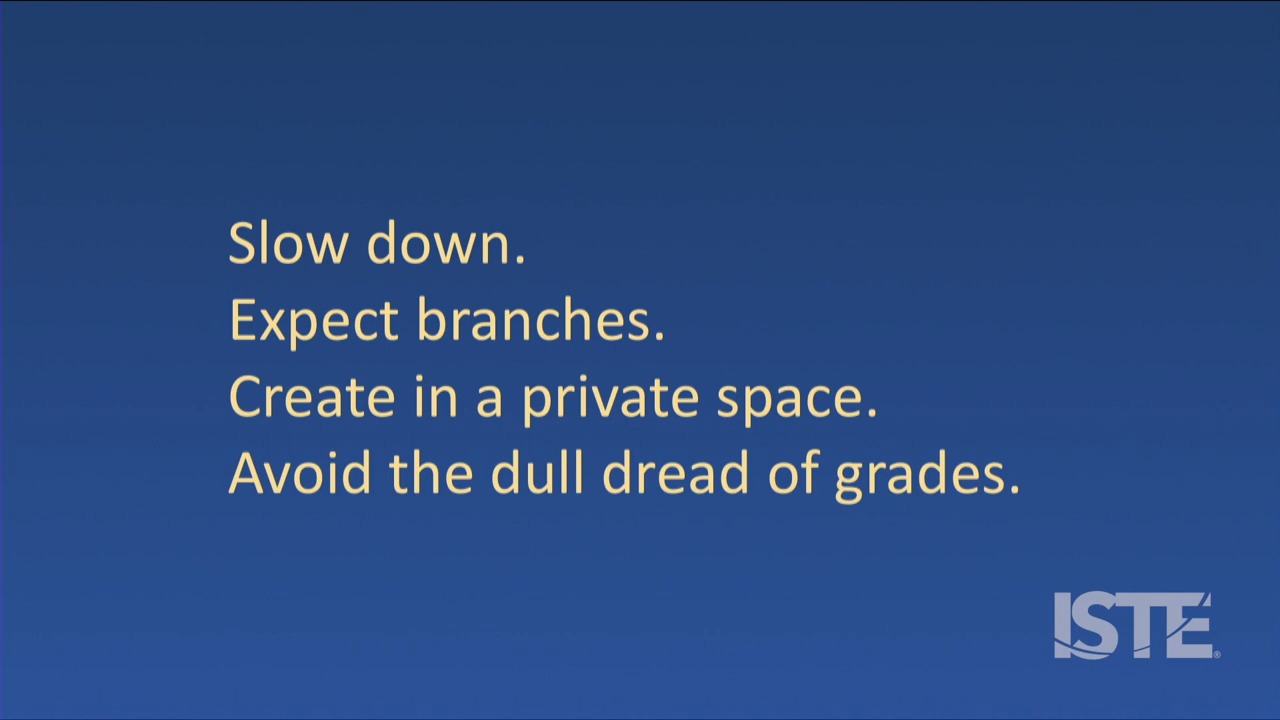 Slow down.
Expect branches.
Create in a private space.
Avoid the dull dread of grades.
ISTE®